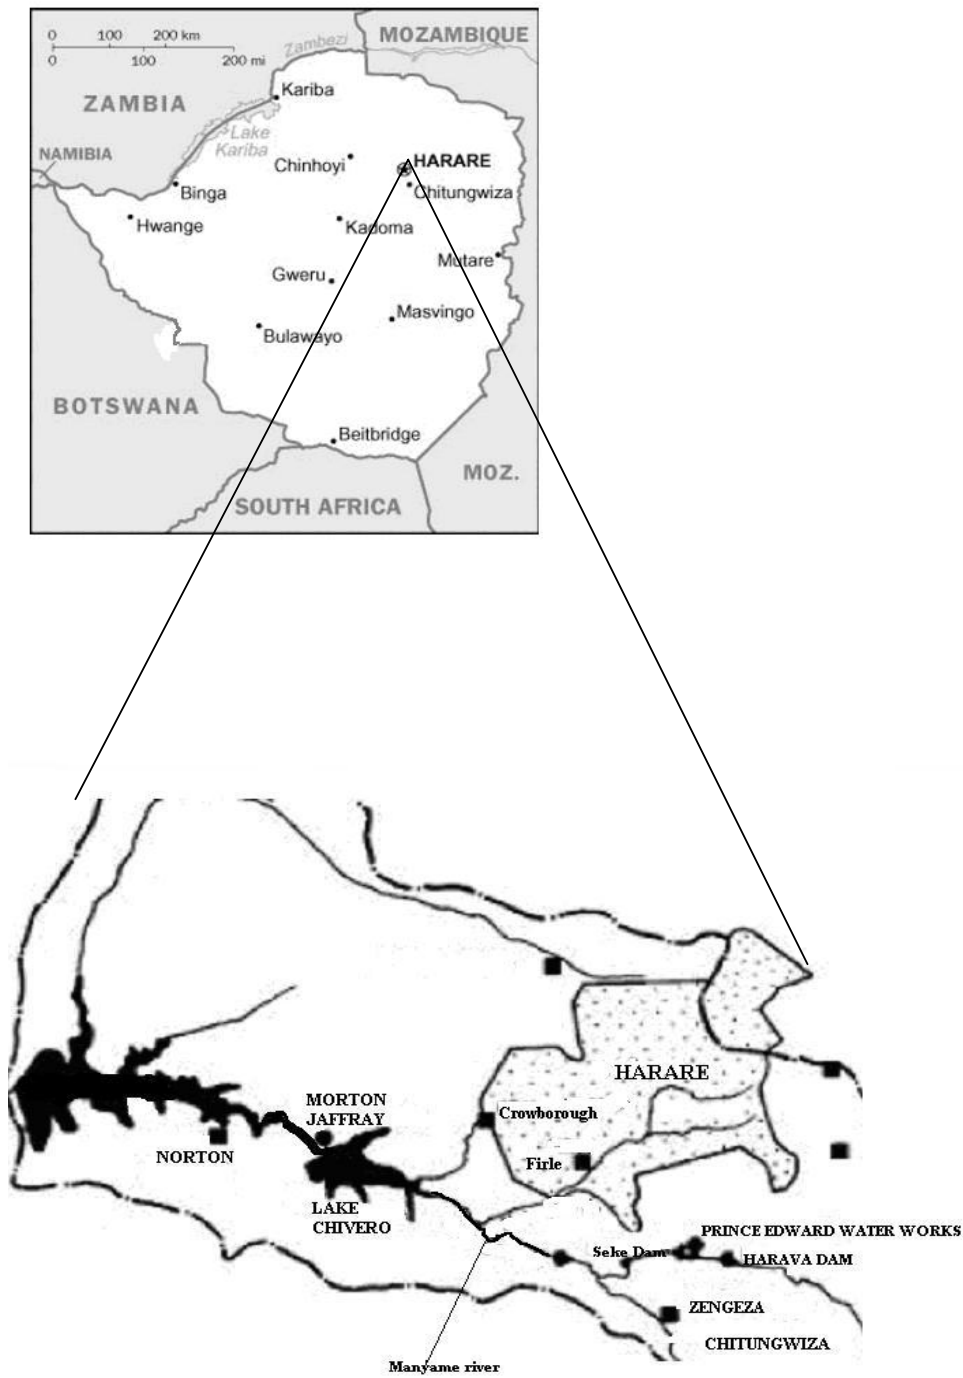 0 100 200 km
0 100 200 mi
Zambezi
MOZAMBIQUE
Kariba
ZAMBIA
Lake
Kariba
NAMIBIA
Chinhoyi
HARARE
Binga
Chitungwiza
Hwange
Kadoma
Mutare
Gweru
Masvingo
Bulawayo
BOTSWANA
Beitbridge
MOZ.
SOUTH AFRICA
HARARE
MORTON
JAFFRAY
Crowborough
NORTON
Firle
LAKE
CHIVERO
PRINCE EDWARD WATER WORKS
Seke Dam
HARAVA DAM
ZENGEZA
CHITUNGWIZA
Manyame river